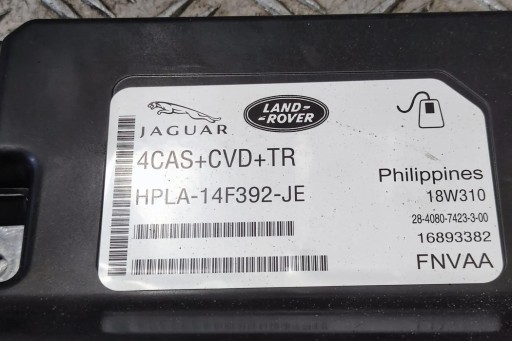 JAGUAR
LAND-
ROVER
4CAS+CVD+TR
HPLA-14F392-JE
Philippines
18W310
28-4080-7423-3-00
16893382
FNVAA